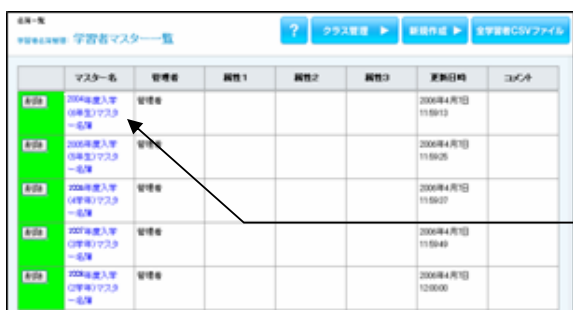 名簿一覧
学習者名簿管理 学習者マスター一覧
? クラス管理 ▶ 新規作成 ▶ 全学習者CSVファイル
マスター名 管理者 属性1 属性2 属性3 更新日時 コメント
削除 2004年度入学 管理者 2006年4月7日
(6年生)マスタ 11:59:13
ー名簿
削除 2005年度入学 管理者 2006年4月7日
(5年生)マスタ 11:59:25
ー名簿
削除 2006年度入学 管理者 2006年4月7日
(4学年)マスタ 11:59:37
ー名簿
削除 2007年度入学 管理者 2006年4月7日
(3学年)マスタ 11:59:49
ー名簿
削除 2008年度入学 管理者 2006年4月7日
(2学年)マスタ 12:00:00
ー名簿